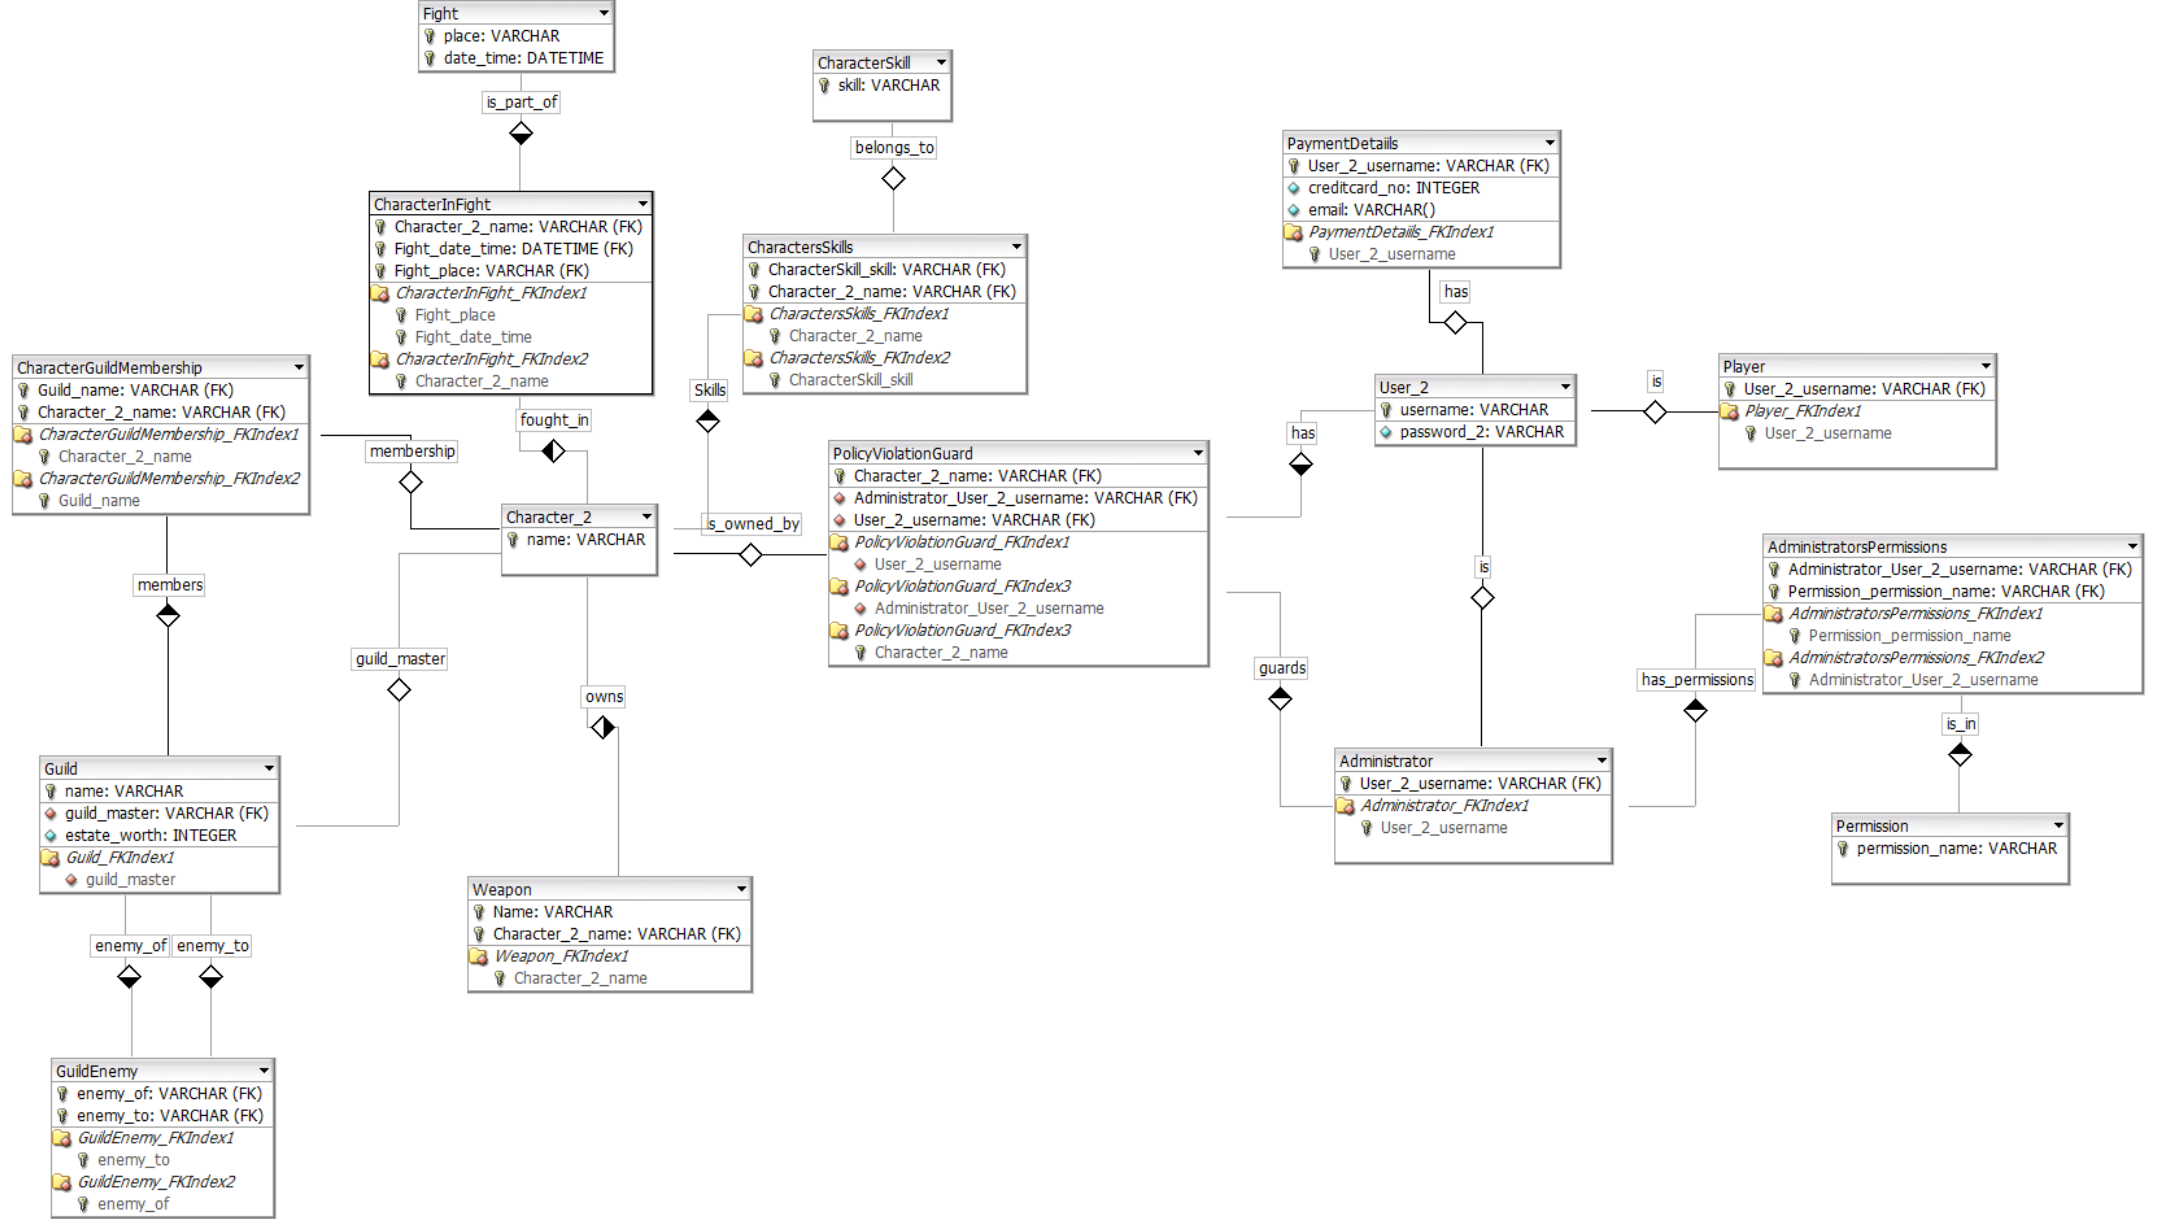 Fight
place: VARCHAR
date_time: DATETIME
is_part_of
CharacterSkill
skill: VARCHAR
belongs_to
PaymentDetaiils
User_2_username: VARCHAR (FK)
creditcard_no: INTEGER
email: VARCHAR()
PaymentDetaiils_FKIndex1
User_2_username
has
CharacterInFight
Character_2_name: VARCHAR (FK)
Fight_date_time: DATETIME (FK)
Fight_place: VARCHAR (FK)
CharacterInFight_FKIndex1
Fight_place
Fight_date_time
CharacterInFight_FKIndex2
Character_2_name
fought_in
CharactersSkills
CharacterSkill_skill: VARCHAR (FK)
Character_2_name: VARCHAR (FK)
CharactersSkills_FKIndex1
Character_2_name
CharactersSkills_FKIndex2
CharacterSkill_skill
Skills
CharacterGuildMembership
Guild_name: VARCHAR (FK)
Character_2_name: VARCHAR (FK)
CharacterGuildMembership_FKIndex1
Character_2_name
CharacterGuildMembership_FKIndex2
Guild_name
membership
User_2
username: VARCHAR
password_2: VARCHAR
is
Player
User_2_username: VARCHAR (FK)
Player_FKIndex1
User_2_username
has
PolicyViolationGuard
Character_2_name: VARCHAR (FK)
Administrator_User_2_username: VARCHAR (FK)
User_2_username: VARCHAR (FK)
PolicyViolationGuard_FKIndex1
User_2_username
PolicyViolationGuard_FKIndex3
Administrator_User_2_username
PolicyViolationGuard_FKIndex3
Character_2_name
Character_2
name: VARCHAR
is_owned_by
members
guild_master
owns
is
guards
AdministratorsPermissions
Administrator_User_2_username: VARCHAR (FK)
Permission_permission_name: VARCHAR (FK)
AdministratorsPermissions_FKIndex1
Permission_permission_name
AdministratorsPermissions_FKIndex2
Administrator_User_2_username
has_permissions
is_in
Guild
name: VARCHAR
guild_master: VARCHAR (FK)
estate_worth: INTEGER
Guild_FKIndex1
guild_master
Administrator
User_2_username: VARCHAR (FK)
Administrator_FKIndex1
User_2_username
Permission
permission_name: VARCHAR
Weapon
Name: VARCHAR
Character_2_name: VARCHAR (FK)
Weapon_FKIndex1
Character_2_name
enemy_of
enemy_to
GuildEnemy
enemy_of: VARCHAR (FK)
enemy_to: VARCHAR (FK)
GuildEnemy_FKIndex1
enemy_to
GuildEnemy_FKIndex2
enemy_of